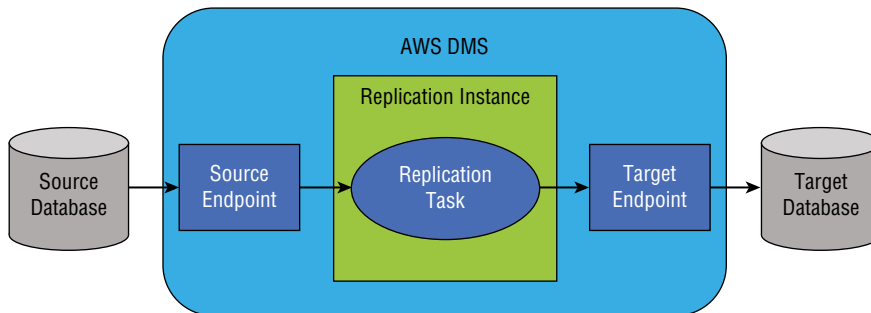 AWS DMS
Replication Instance
Source
Database
Source
Endpoint
Replication
Task
Target
Endpoint
Target
Database